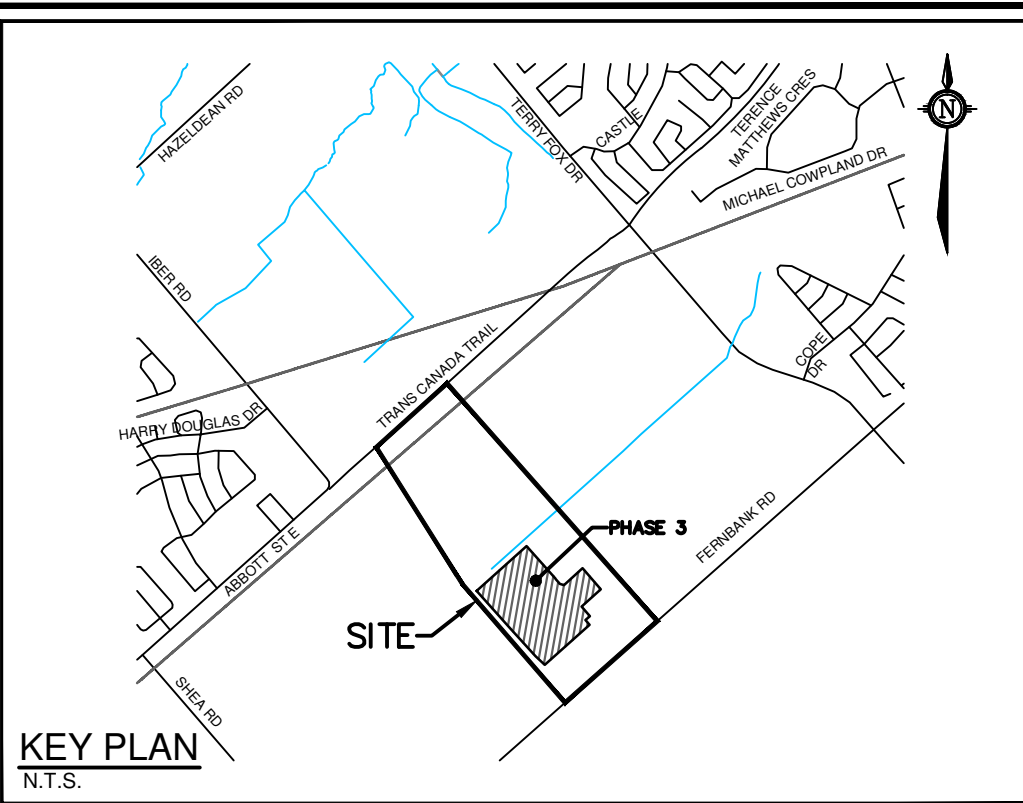 HAZELDEAN RD
TERRY FOX DR
CASTLE
TERENCE
MATTHEWS CRES
N
MICHAEL COWPLAND DR
IBER RD
TRANS CANADA TRAIL
COPE
DR
HARRY DOUGLAS DR
FERNBANK RD
PHASE 3
ABBOTT ST E
SITE
SHEA RD
KEY PLAN
N.T.S.